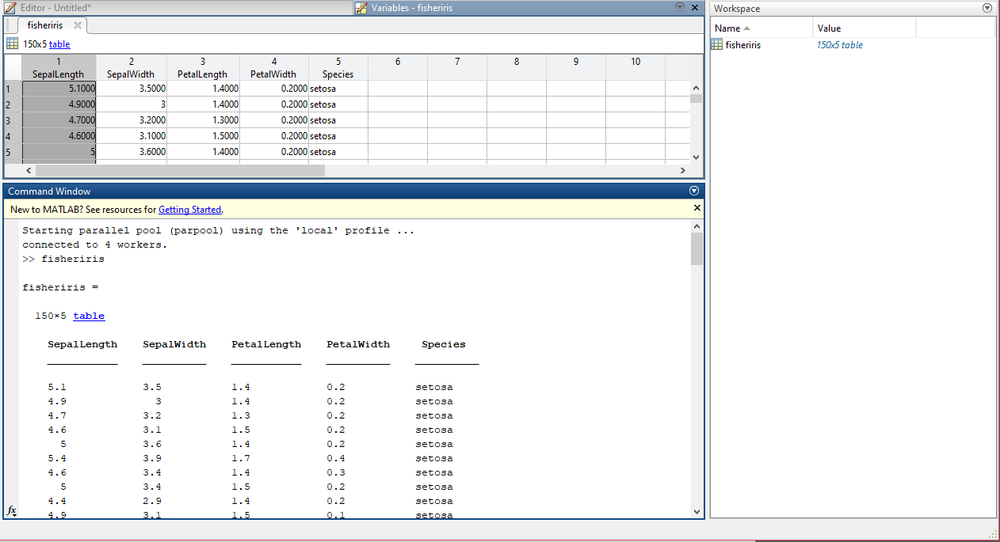 Editor - Untitled*
Variables - fisheriris
fisheriris
150x5 table
1 2 3 4 5 6 7 8 9 10
SepalLength SepalWidth PetalLength PetalWidth Species
1 5.1000 3.5000 1.4000 0.2000 setosa
2 4.9000 3 1.4000 0.2000 setosa
3 4.7000 3.2000 1.3000 0.2000 setosa
4 4.6000 3.1000 1.5000 0.2000 setosa
5 5 3.6000 1.4000 0.2000 setosa
Command Window
New to MATLAB? See resources for Getting Started.
Starting parallel pool (parpool) using the 'local' profile ...
connected to 4 workers.
>> fisheriris
fisheriris =
150×5 table
SepalLength SepalWidth PetalLength PetalWidth Species
5.1 3.5 1.4 0.2 setosa
4.9 3 1.4 0.2 setosa
4.7 3.2 1.3 0.2 setosa
4.6 3.1 1.5 0.2 setosa
5 3.6 1.4 0.2 setosa
5.4 3.9 1.7 0.4 setosa
4.6 3.4 1.4 0.3 setosa
5 3.4 1.5 0.2 setosa
4.4 2.9 1.4 0.2 setosa
4.9 3.1 1.5 0.1 setosa
fx
Workspace
Name Value
fisheriris 150x5 table